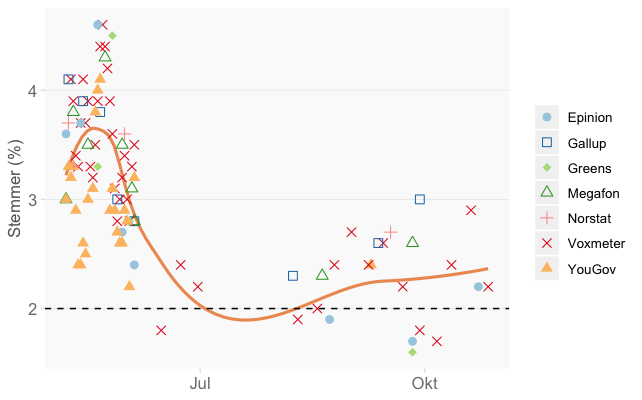 Stemmer (%)
4
3
2
Jul
Okt
Epinion
Gallup
Greens
Megafon
Norstat
Voxmeter
YouGov